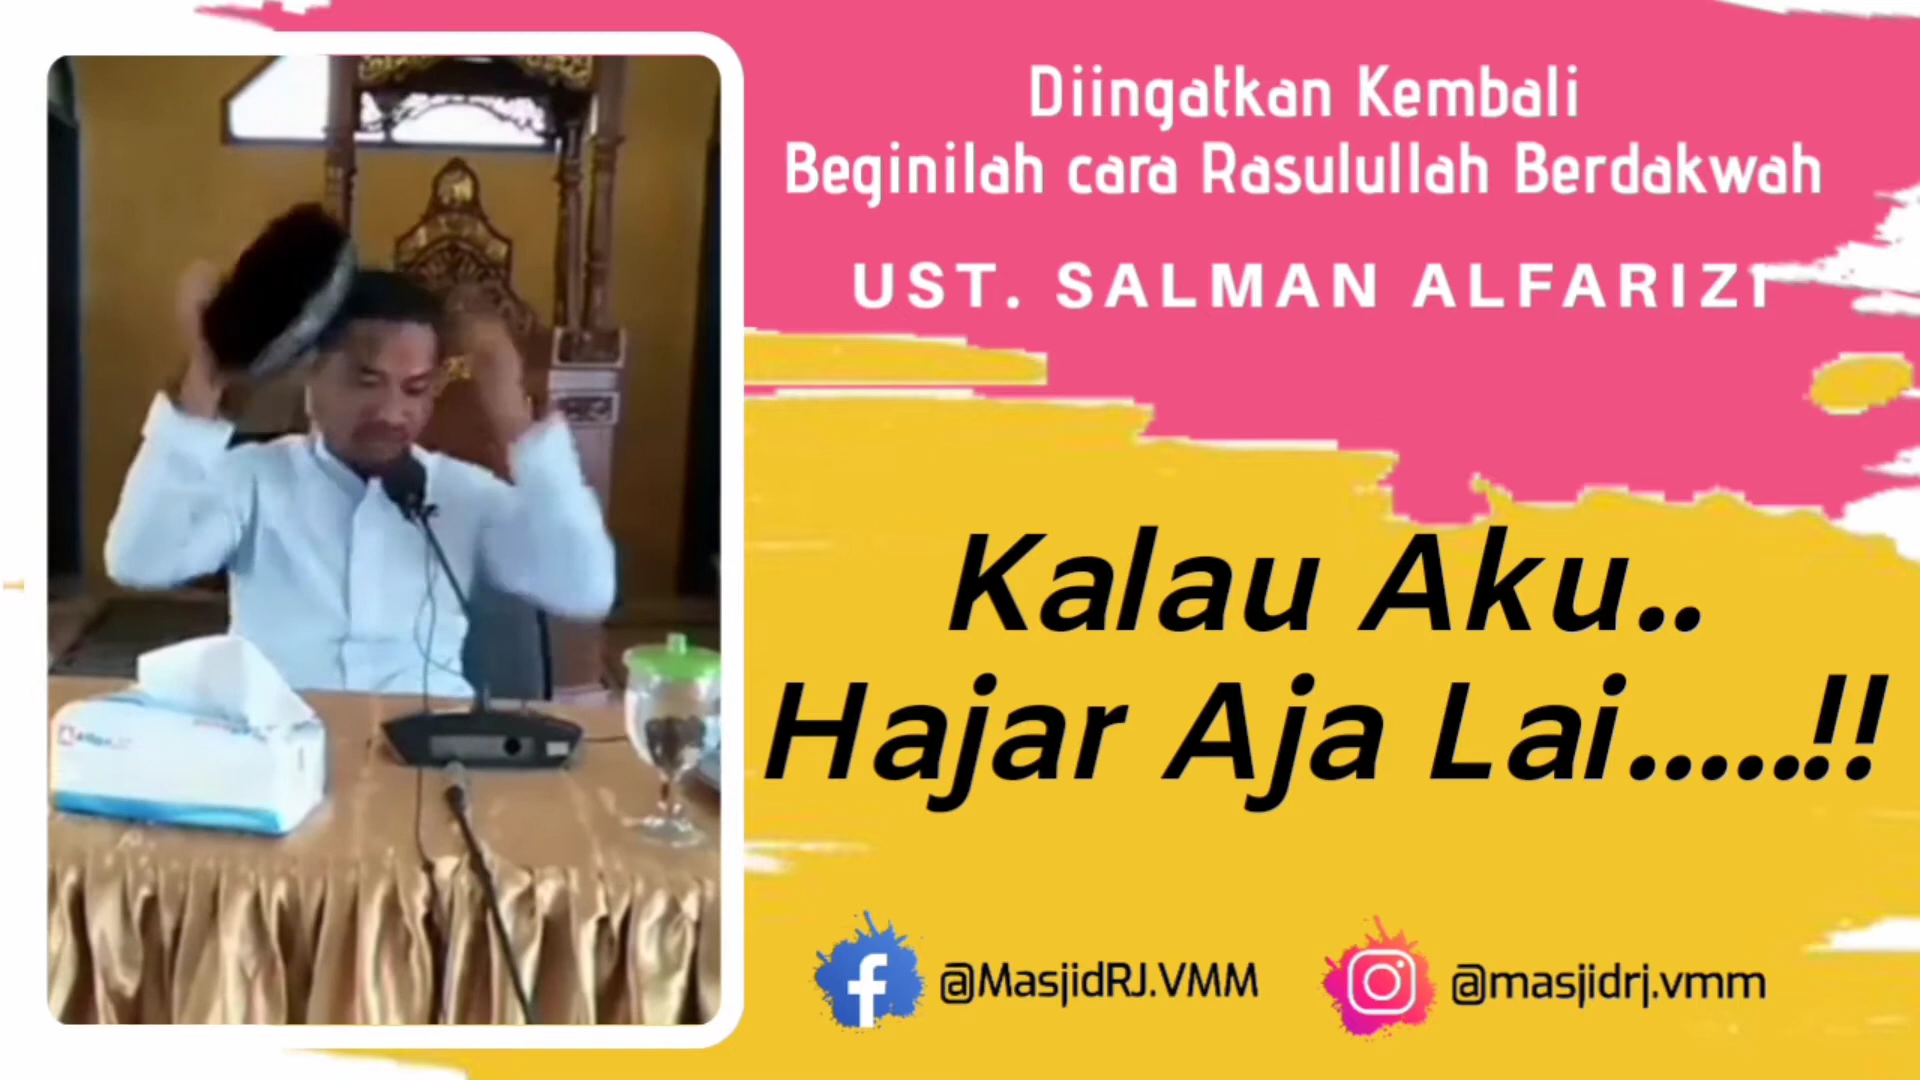 Diingatkan Kembali
Beginilah cara Rasulullah Berdakwah
UST. SALMAN ALFARIZI
Kalau Aku..
Hajar Aja Lai......!!
@MasjidRJ.VMM
@masjidrj.vmm